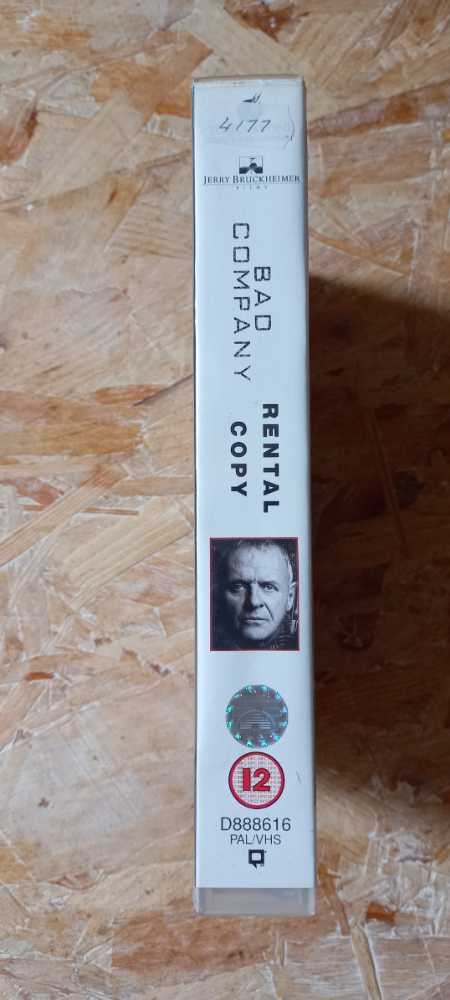 4177
JERRY BRUCKHEIMER
FILMS
BAD
COMPANY
RENTAL
COPY
12
D888616
PAL/VHS